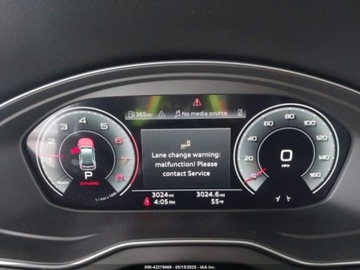 365 mi
No media source
Lane change warning:
malfunction! Please
contact Service
1 2 3 4 5 6 7 8
P
0
MPH
20 40 60 80 100 120 140 160
3024 mi
3024.6 mi
4:05 PM
55°F
000-42279469 - 05/15/2025 - IAA Inc.